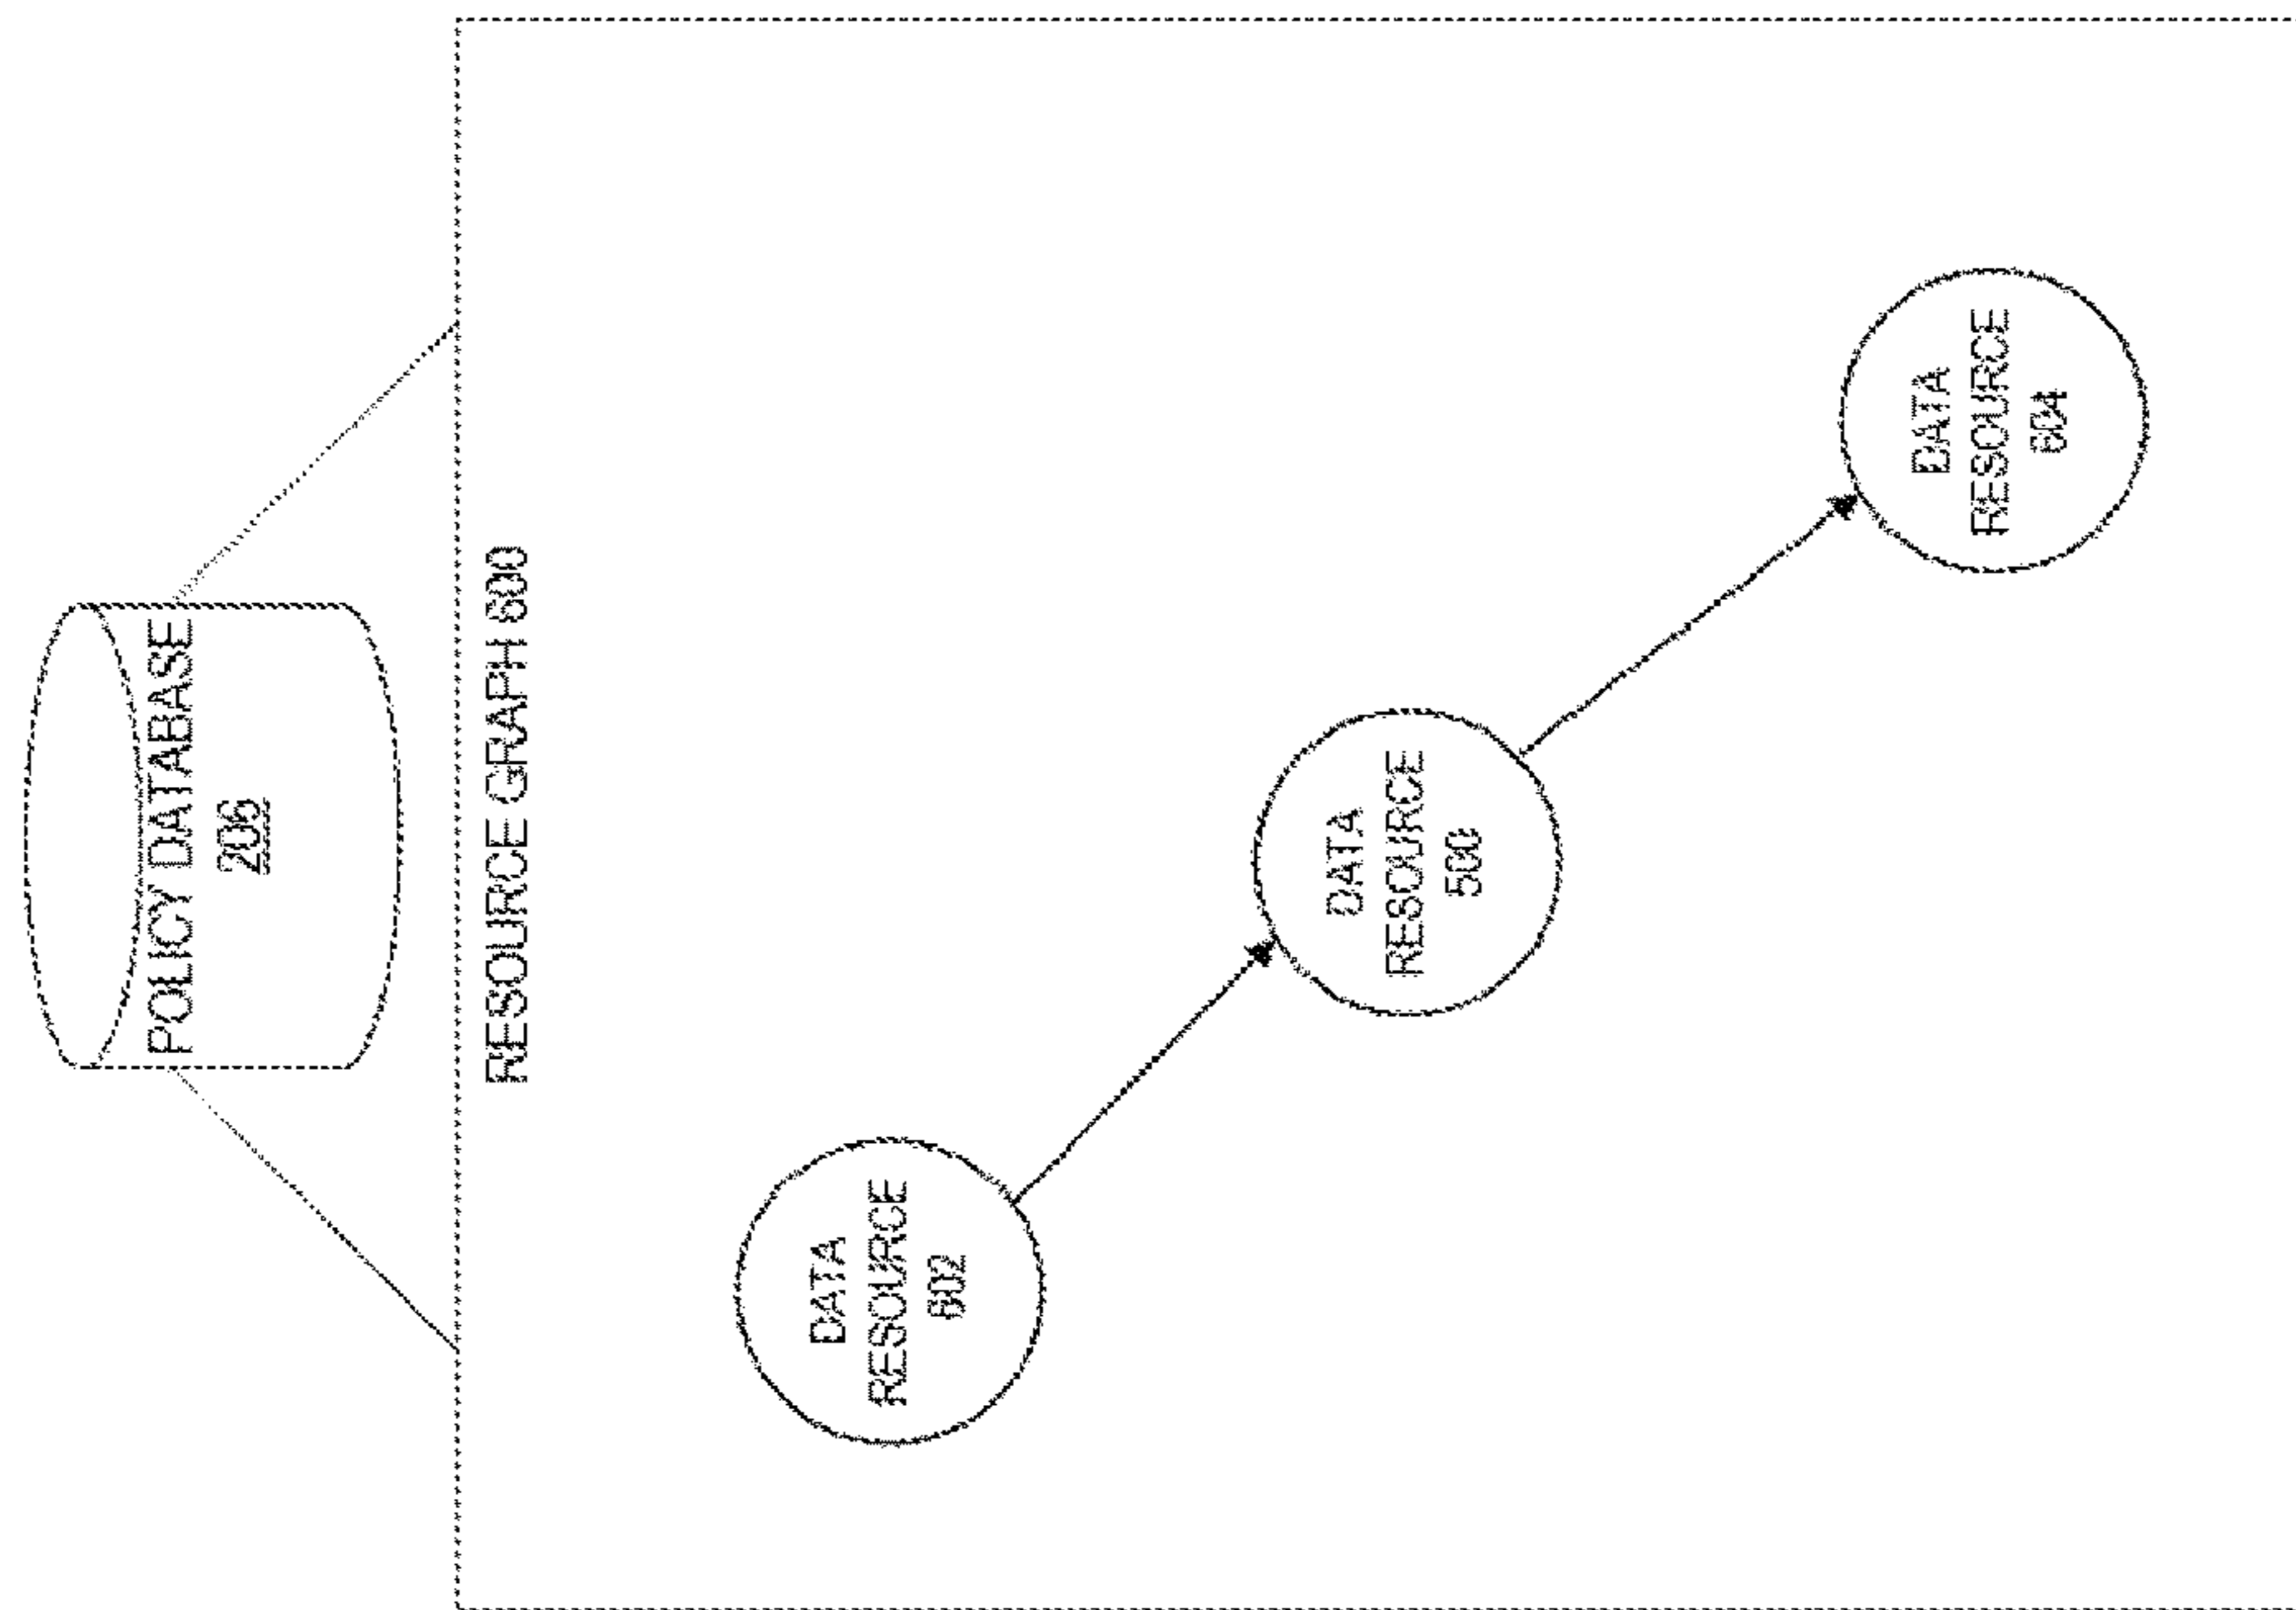 POLICY DATABASE
206
RESOURCE GRAPH 600
DATA
RESOURCE
602
DATA
RESOURCE
500
DATA
RESOURCE
604